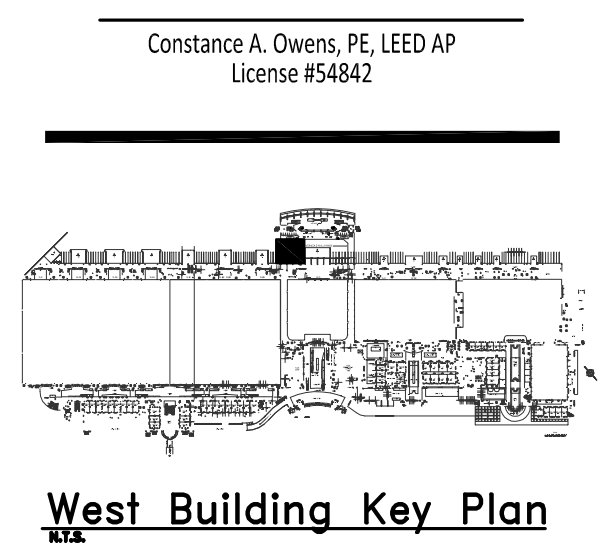 Constance A. Owens, PE, LEED AP
License #54842
West Building Key Plan
N.T.S.